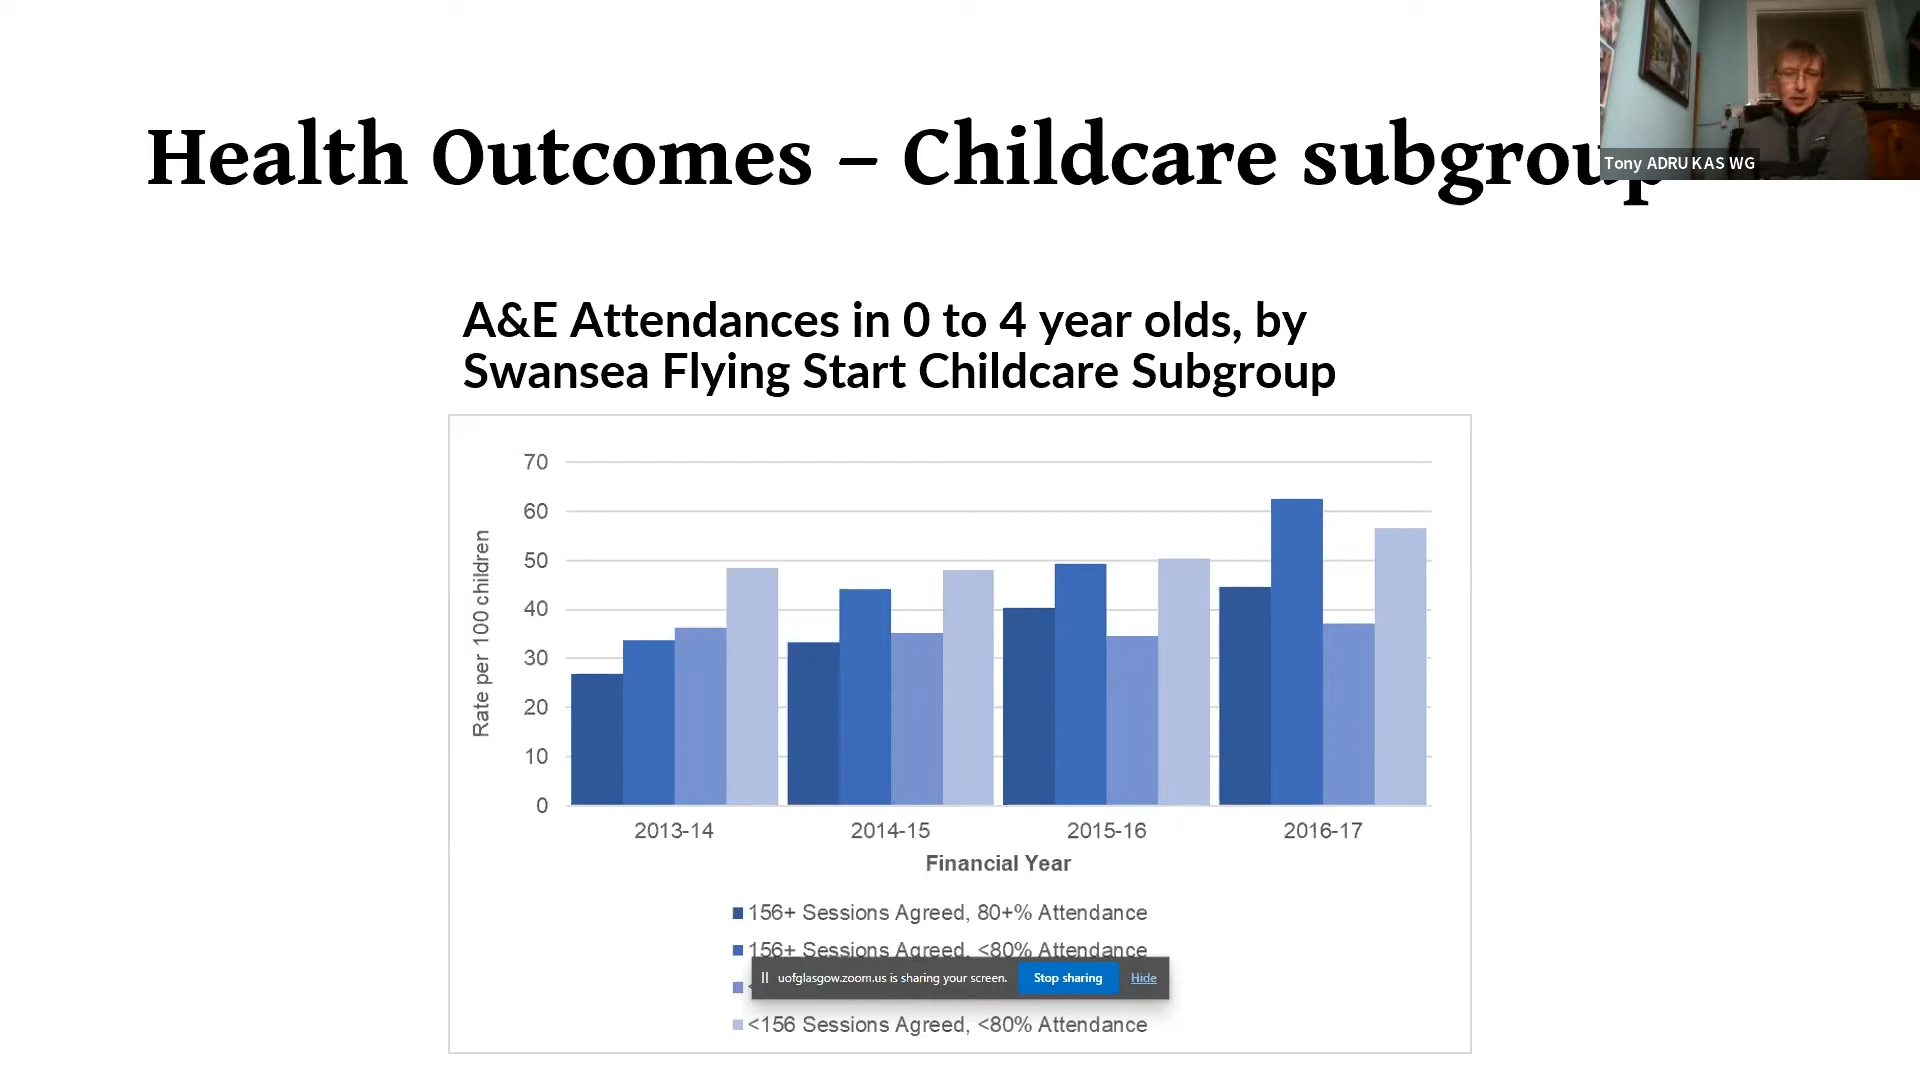 Health Outcomes – Childcare subgroup
Tony ADRU KAS WG
A&E Attendances in 0 to 4 year olds, by
Swansea Flying Start Childcare Subgroup
70
60
50
40
30
20
10
0
Rate per 100 children
2013-14
2014-15
2015-16
2016-17
Financial Year
156+ Sessions Agreed, 80+% Attendance
156+ Sessions Agreed, <80% Attendance
uofglasgow.zoom.us is sharing your screen.
Stop sharing
Hide
<156 Sessions Agreed, <80% Attendance